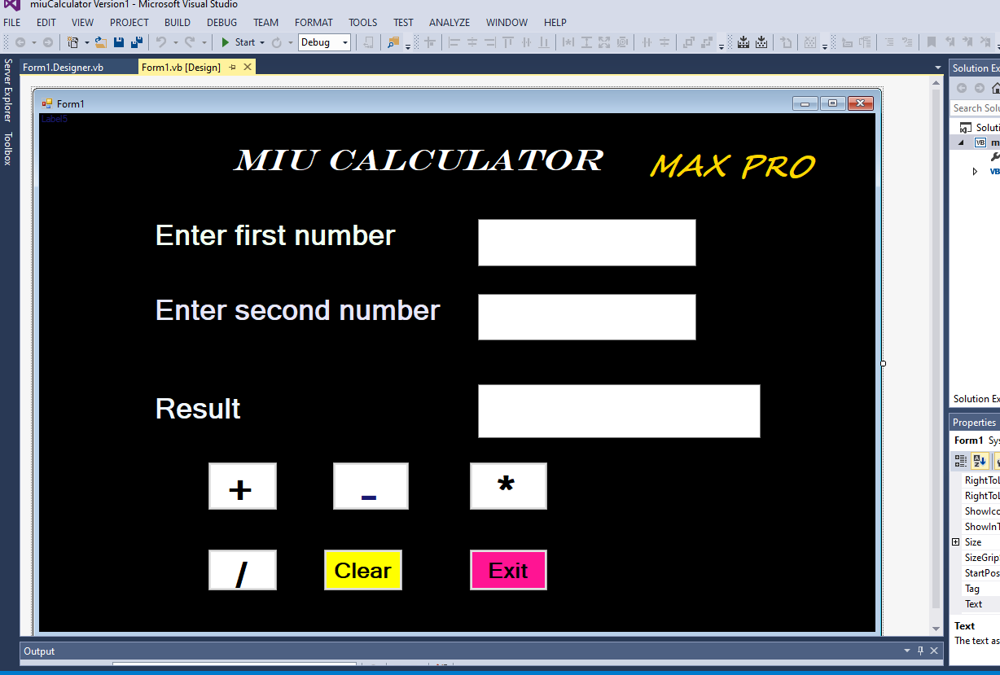 miuCalculator Version1 - Microsoft Visual Studio
FILE EDIT VIEW PROJECT BUILD DEBUG TEAM FORMAT TOOLS TEST ANALYZE WINDOW HELP
Start Debug
Server Explorer
Toolbox
Form1.Designer.vb Form1.vb [Design]
Form1
Label5
MIU CALCULATOR MAX PRO
Enter first number
Enter second number
Result
+ - *
/ Clear Exit
Output
Solution Ex
Search Solu
Soluti
VB m
VB
Solution Ex
Properties
Form1 Sys
RightToL
RightToL
ShowIco
ShowInT
Size
SizeGrip
StartPos
Tag
Text
Text
The text as